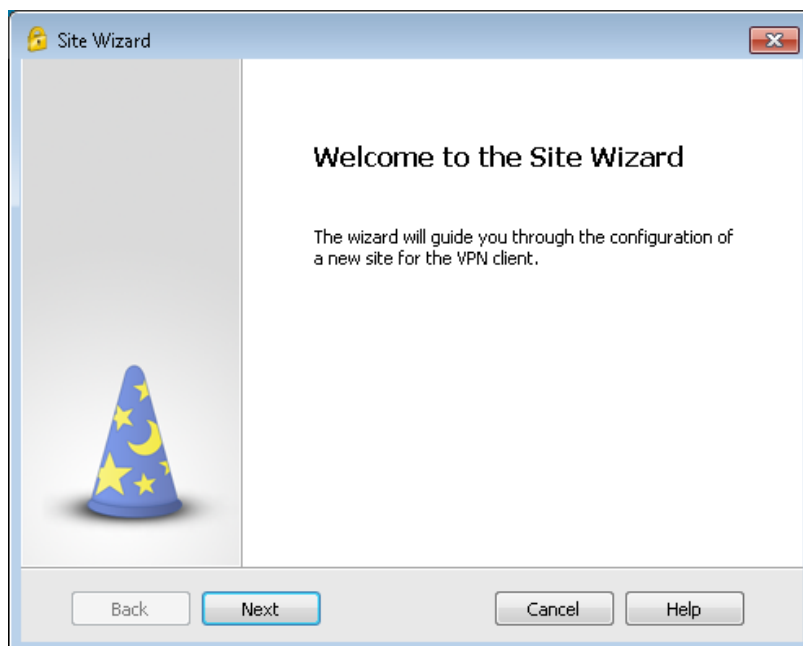 Site Wizard
Welcome to the Site Wizard
The wizard will guide you through the configuration of
a new site for the VPN client.
Back
Next
Cancel
Help